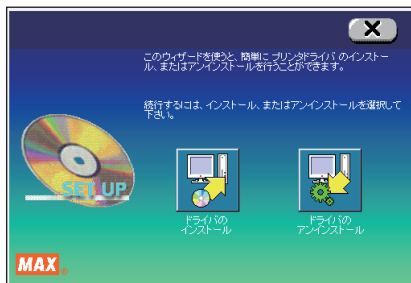 このウィザードを使うと、簡単に プリンタドライバ のインストー
ル、またはアンインストールを行うことができます。
続行するには、インストール、またはアンインストールを選択して
下さい。
SET UP
ドライバの
インストール
ドライバの
アンインストール
MAX